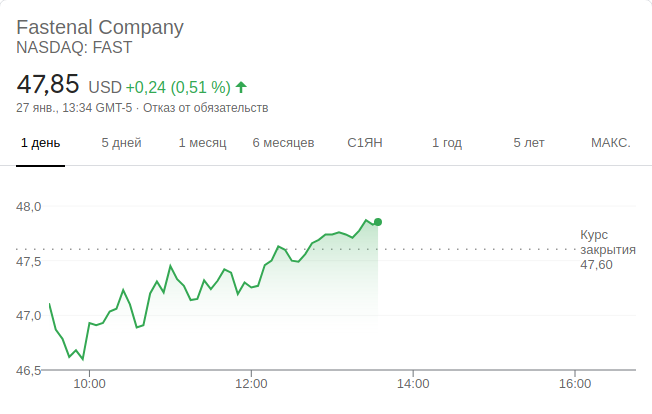 Fastenal Company
NASDAQ: FAST
47,85 USD +0,24 (0,51 %)
27 янв., 13:34 GMT-5 · Отказ от обязательств
1 день 5 дней 1 месяц 6 месяцев С1ЯН 1 год 5 лет МАКС.
48,0
Курс
закрытия
47,60
47,5
47,0
46,5
10:00 12:00 14:00 16:00